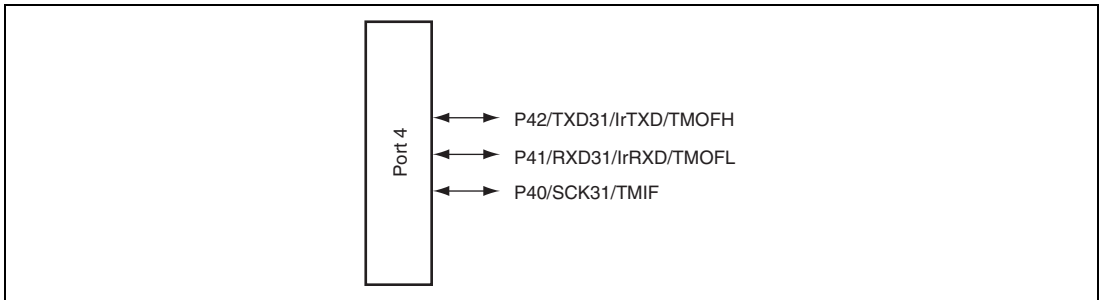 Port 4
P42/TXD31/IrTXD/TMOFH
P41/RXD31/IrRXD/TMOFL
P40/SCK31/TMIF